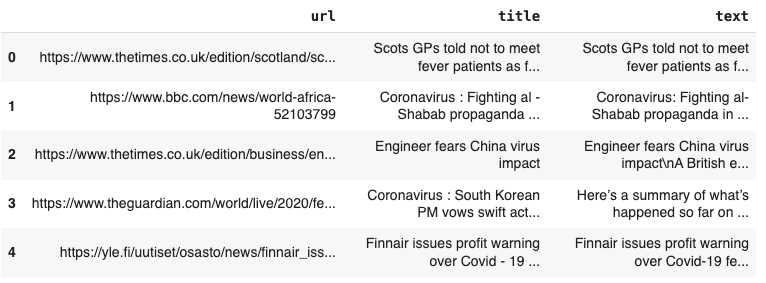 url title text
0 https://www.thetimes.co.uk/edition/scotland/sc... Scots GPs told not to meet fever patients as f... Scots GPs told not to meet fever patients as f...
1 https://www.bbc.com/news/world-africa-52103799 Coronavirus : Fighting al - Shabab propaganda ... Coronavirus: Fighting al-Shabab propaganda in ...
2 https://www.thetimes.co.uk/edition/business/en... Engineer fears China virus impact Engineer fears China virus impact\nA British e...
3 https://www.theguardian.com/world/live/2020/fe... Coronavirus : South Korean PM vows swift act... Here’s a summary of what’s happened so far on ...
4 https://yle.fi/uutiset/osasto/news/finnair_iss... Finnair issues profit warning over Covid - 19 ... Finnair issues profit warning over Covid-19 fe...